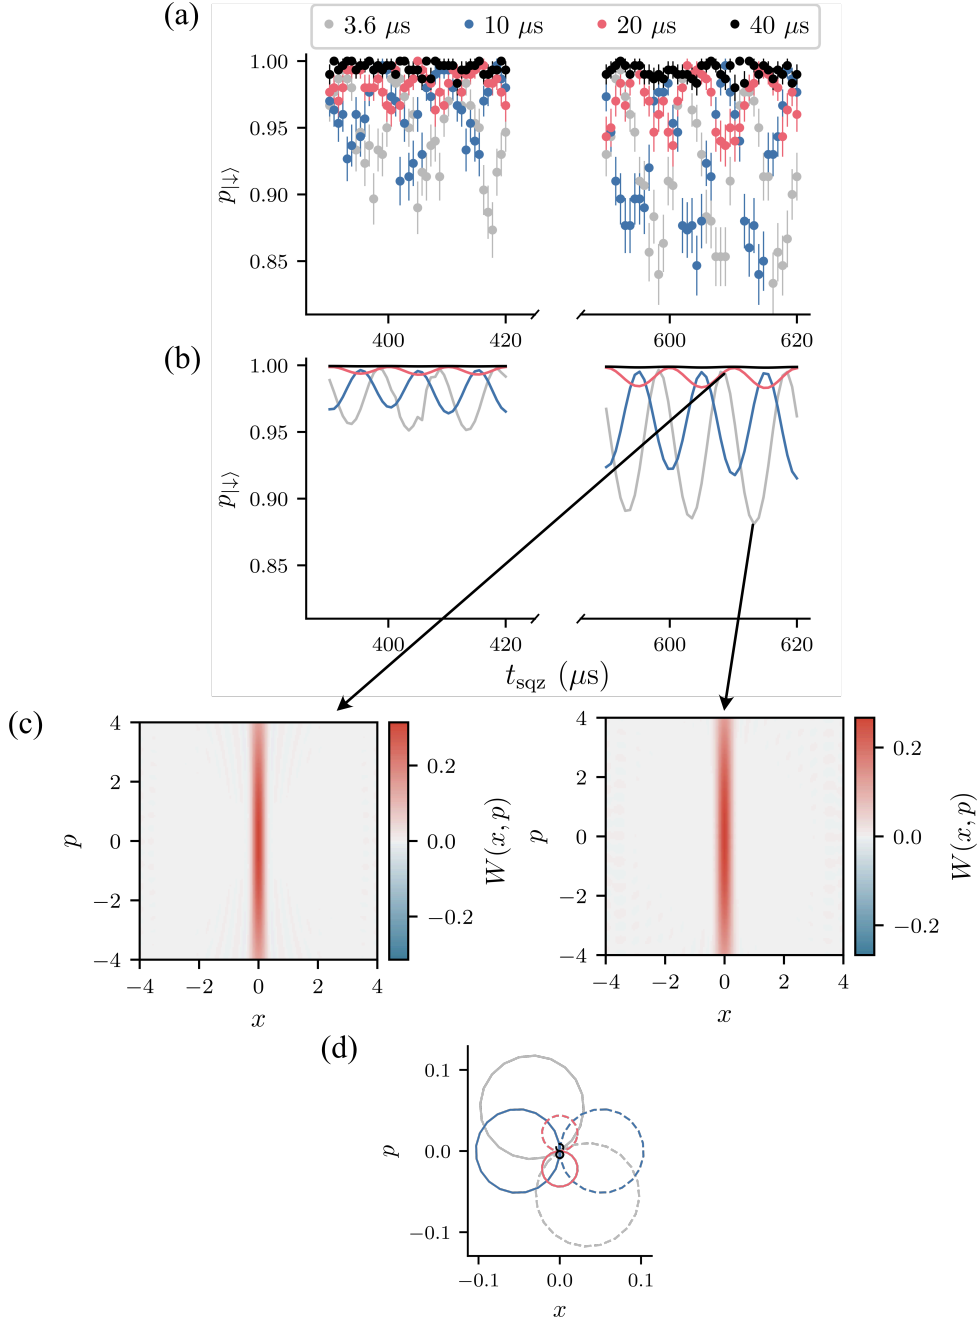 (a)
3.6 μs 10 μs 20 μs 40 μs
1.00
0.95
0.90
0.85
p|↓⟩
400 420 600 620
(b)
1.00
0.95
0.90
0.85
p|↓⟩
400 420 600 620
t_sqz (μs)
(c)
4
2
0
−2
−4
p
−4 −2 0 2 4
x
0.2
0.0
−0.2
W(x, p)
4
2
0
−2
−4
p
−4 −2 0 2 4
x
0.2
0.0
−0.2
W(x, p)
(d)
0.1
0.0
−0.1
p
−0.1 0.0 0.1
x